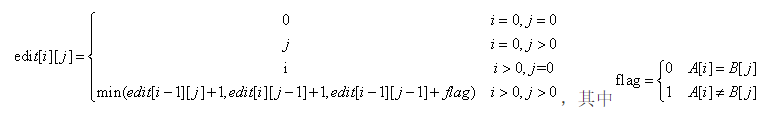 0 i = 0, j = 0
j i = 0, j > 0
edit[i][j]= i i > 0, j=0
min(edit[i−1][j]+1,edit[i][j−1]+1,edit[i−1][j−1]+flag) i > 0, j > 0 ，其中 flag = { 0 A[i] = B[j]
1 A[i] ≠ B[j]